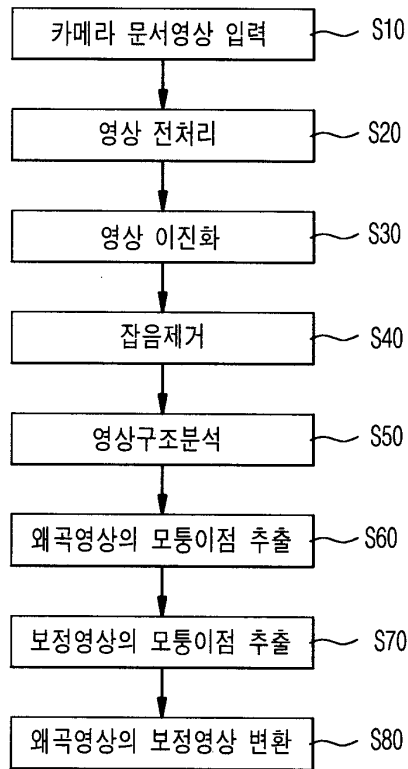 카메라 문서영상 입력 S10
영상 전처리 S20
영상 이진화 S30
잡음제거 S40
영상구조분석 S50
왜곡영상의 모퉁이점 추출 S60
보정영상의 모퉁이점 추출 S70
왜곡영상의 보정영상 변환 S80